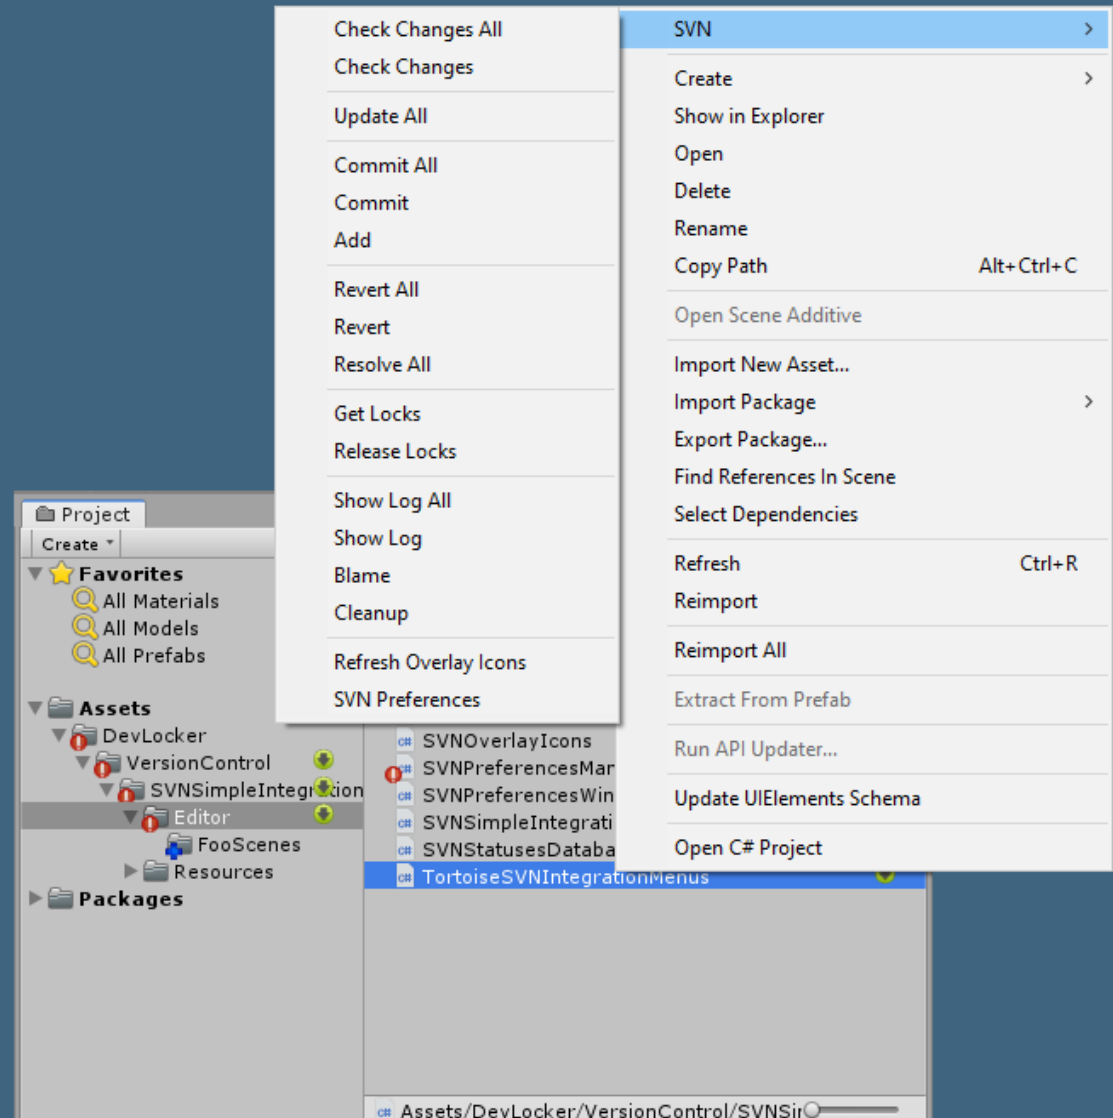 Check Changes All
Check Changes
Update All
Commit All
Commit
Add
Revert All
Revert
Resolve All
Get Locks
Release Locks
Show Log All
Show Log
Blame
Cleanup
Refresh Overlay Icons
SVN Preferences
SVN
Create
Show in Explorer
Open
Delete
Rename
Copy Path Alt+Ctrl+C
Open Scene Additive
Import New Asset...
Import Package
Export Package...
Find References In Scene
Select Dependencies
Refresh Ctrl+R
Reimport
Reimport All
Extract From Prefab
Run API Updater...
Update UIElements Schema
Open C# Project
Project
Create
Favorites
All Materials
All Models
All Prefabs
Assets
DevLocker
VersionControl
SVNSimpleIntegration
Editor
FooScenes
Resources
Packages
C# SVNOverlayIcons
C# SVNPreferencesMan
C# SVNPreferencesWin
C# SVNSimpleIntegrati
C# SVNStatusesDataba
C# TortoiseSVNIntegrationMenus
C# Assets/DevLocker/VersionControl/SVNSim